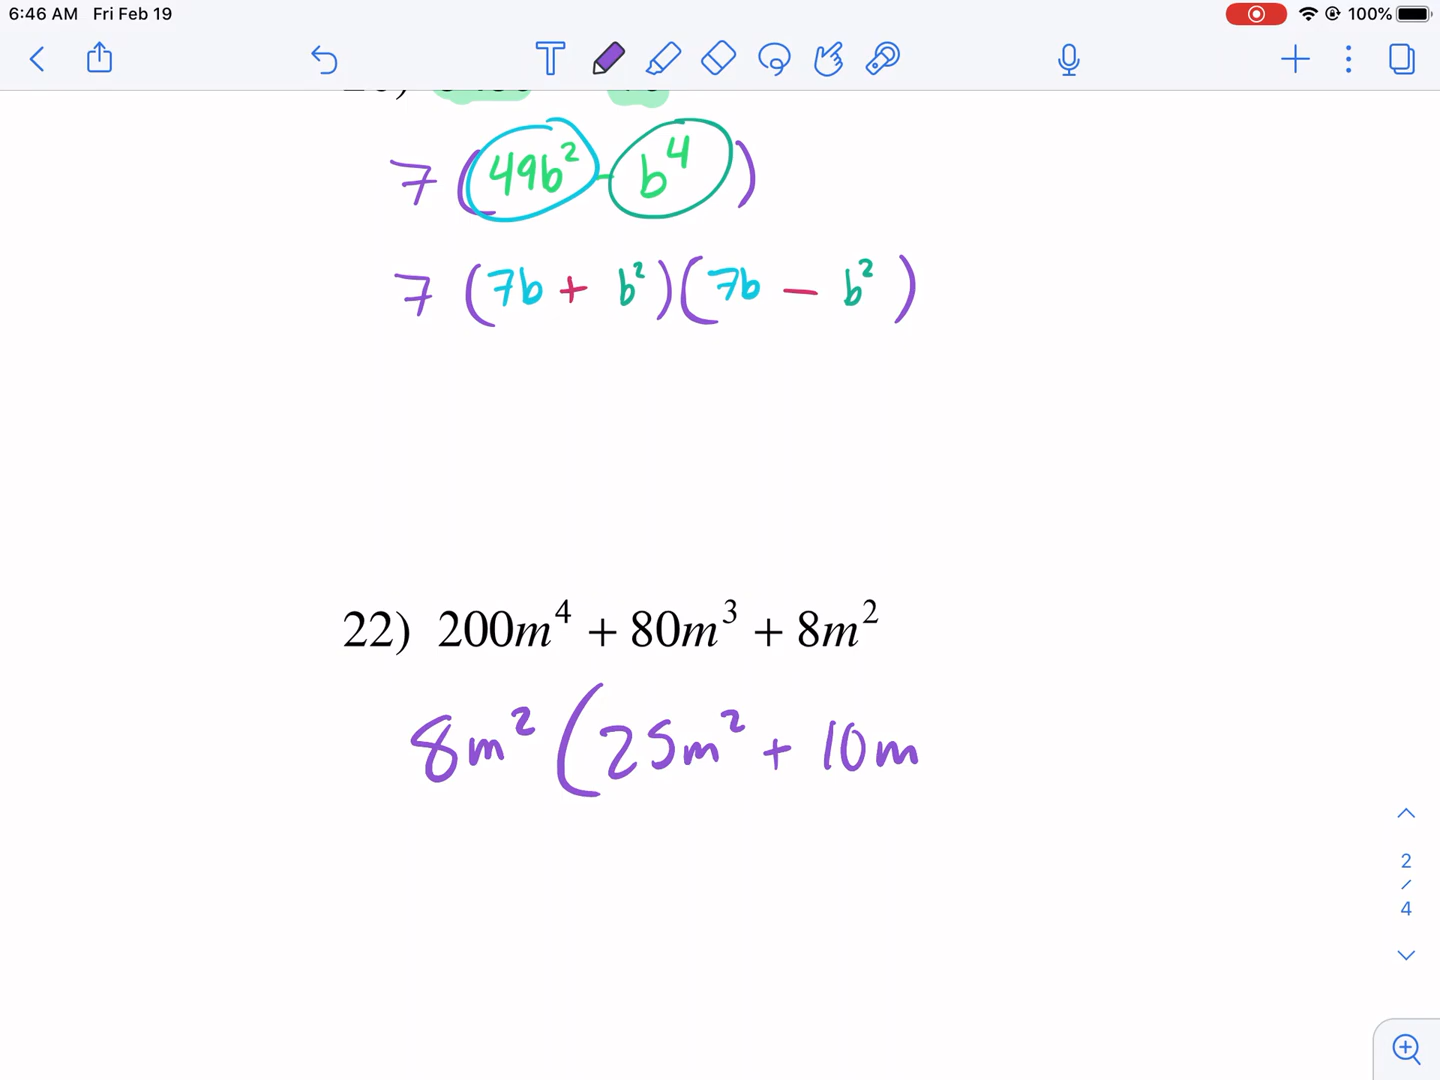 6:46 AM Fri Feb 19
100%
T
7 (49b² - b⁴)
7 (7b + b²)(7b - b²)
22) 200m⁴ + 80m³ + 8m²
8m² (25m² + 10m
2
/
4